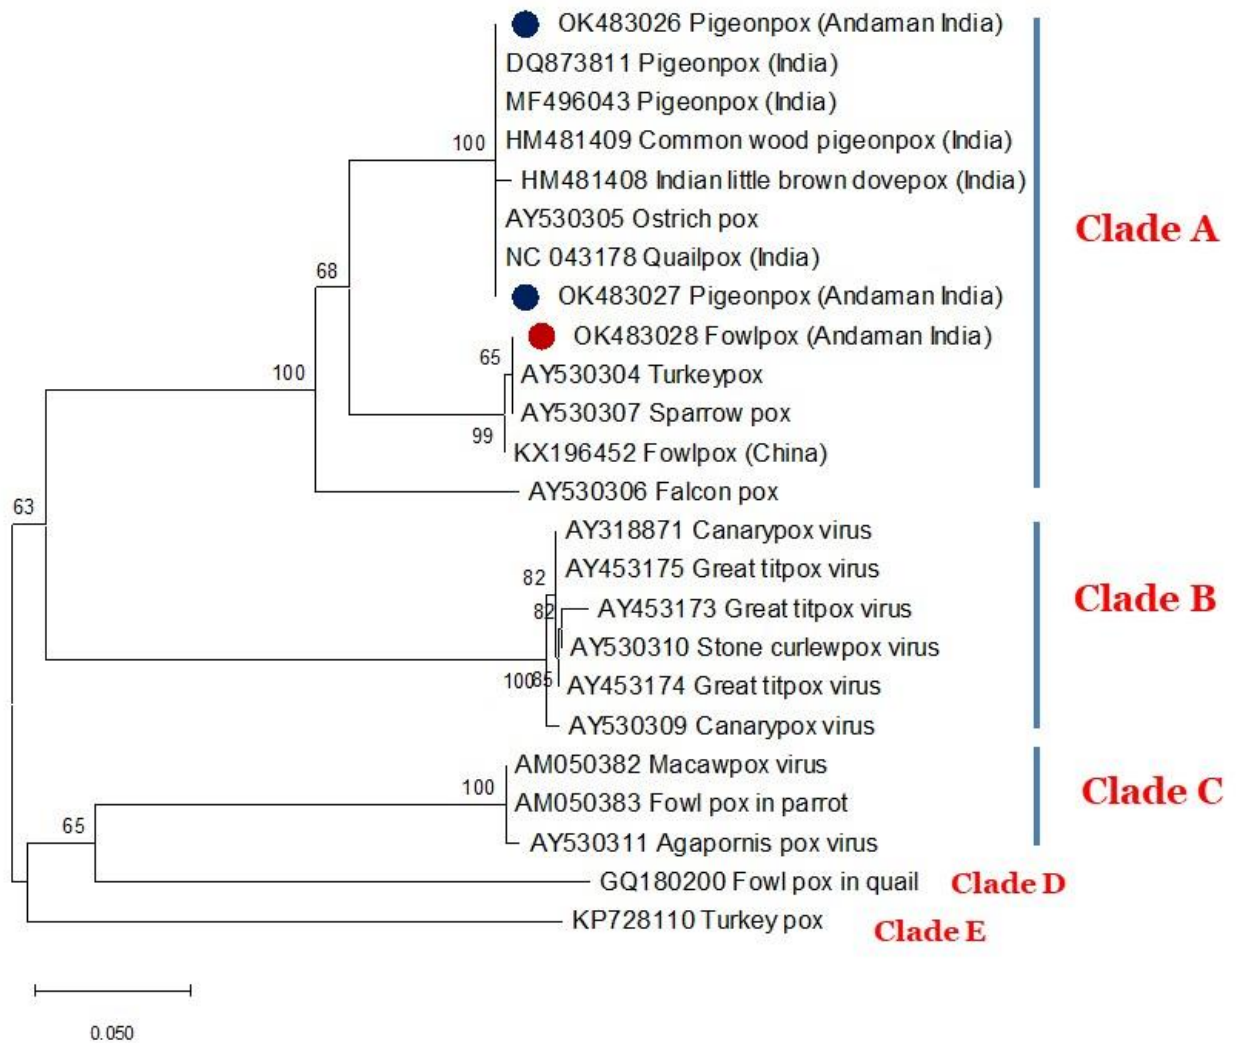 OK483026 Pigeonpox (Andaman India)
DQ873811 Pigeonpox (India)
MF496043 Pigeonpox (India)
100
HM481409 Common wood pigeonpox (India)
HM481408 Indian little brown dovepox (India)
AY530305 Ostrich pox
Clade A
NC 043178 Quailpox (India)
68
OK483027 Pigeonpox (Andaman India)
OK483028 Fowlpox (Andaman India)
65
100
AY530304 Turkeypox
AY530307 Sparrow pox
99
KX196452 Fowlpox (China)
AY530306 Falcon pox
63
AY318871 Canarypox virus
AY453175 Great titpox virus
82
82
AY453173 Great titpox virus
Clade B
AY530310 Stone curlewpox virus
100
85
AY453174 Great titpox virus
AY530309 Canarypox virus
AM050382 Macawpox virus
100
Clade C
AM050383 Fowl pox in parrot
65
AY530311 Agapornis pox virus
GQ180200 Fowl pox in quail
Clade D
KP728110 Turkey pox
Clade E
0.050